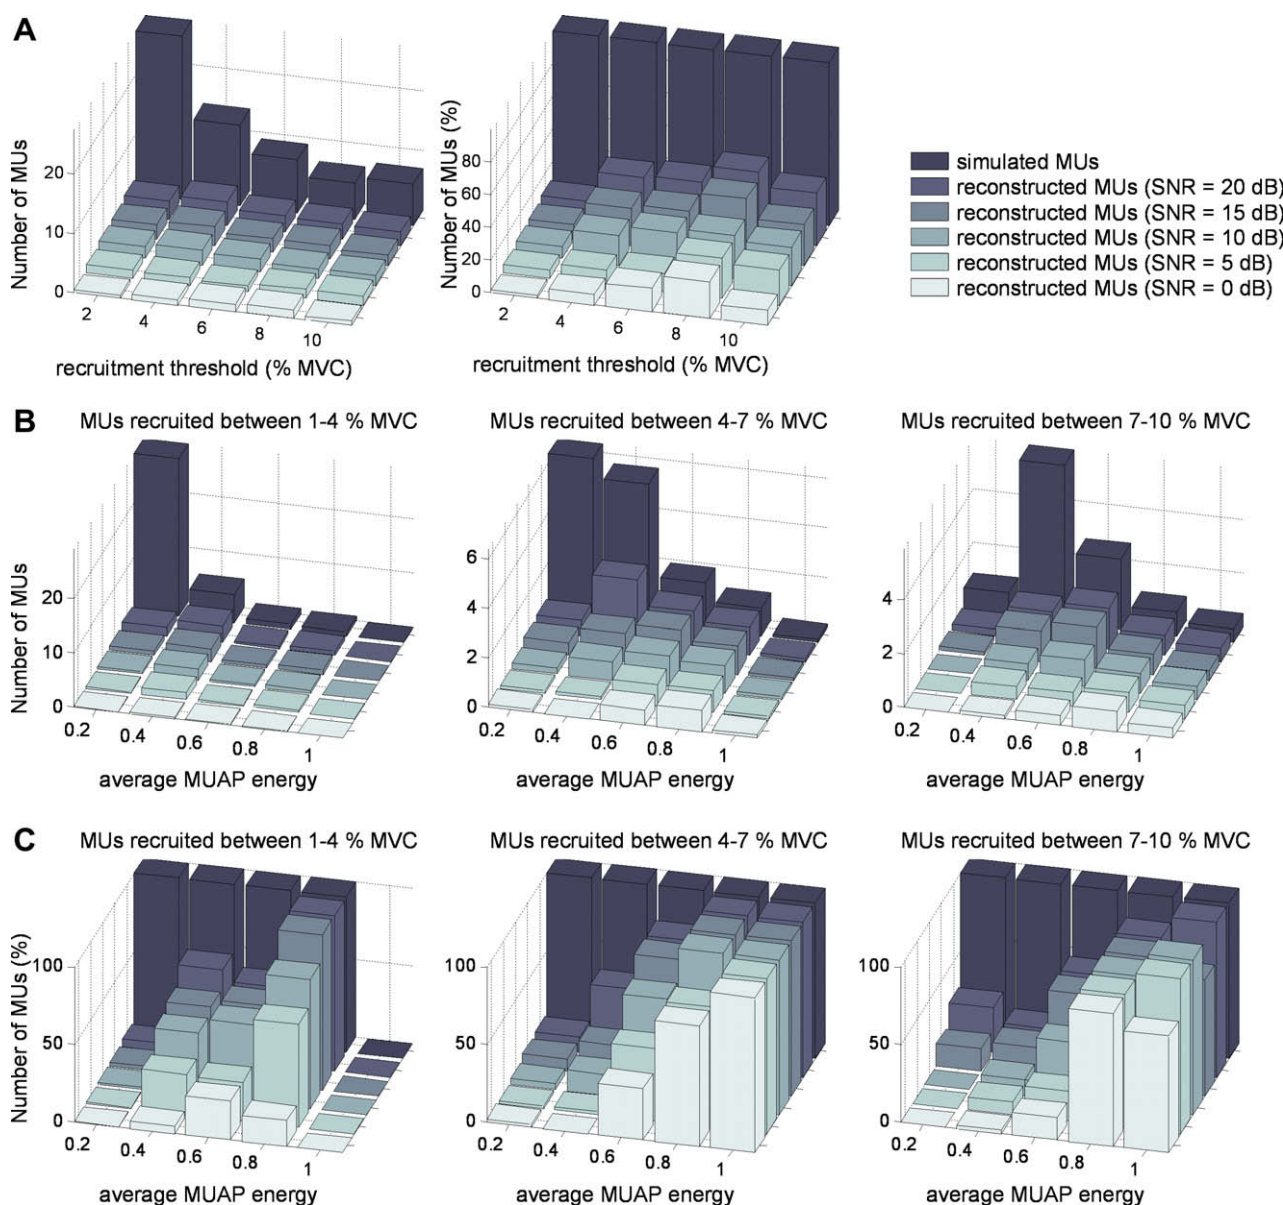 A
Number of MUs
20
10
0
2
4
6
8
10
recruitment threshold (% MVC)
Number of MUs (%)
80
60
40
20
0
2
4
6
8
10
recruitment threshold (% MVC)
simulated MUs
reconstructed MUs (SNR = 20 dB)
reconstructed MUs (SNR = 15 dB)
reconstructed MUs (SNR = 10 dB)
reconstructed MUs (SNR = 5 dB)
reconstructed MUs (SNR = 0 dB)
B
MUs recruited between 1-4 % MVC
Number of MUs
20
10
0
0.2
0.4
0.6
0.8
1
average MUAP energy
MUs recruited between 4-7 % MVC
6
4
2
0
0.2
0.4
0.6
0.8
1
average MUAP energy
MUs recruited between 7-10 % MVC
4
2
0
0.2
0.4
0.6
0.8
1
average MUAP energy
C
MUs recruited between 1-4 % MVC
Number of MUs (%)
100
50
0
0.2
0.4
0.6
0.8
1
average MUAP energy
MUs recruited between 4-7 % MVC
100
50
0
0.2
0.4
0.6
0.8
1
average MUAP energy
MUs recruited between 7-10 % MVC
100
50
0
0.2
0.4
0.6
0.8
1
average MUAP energy